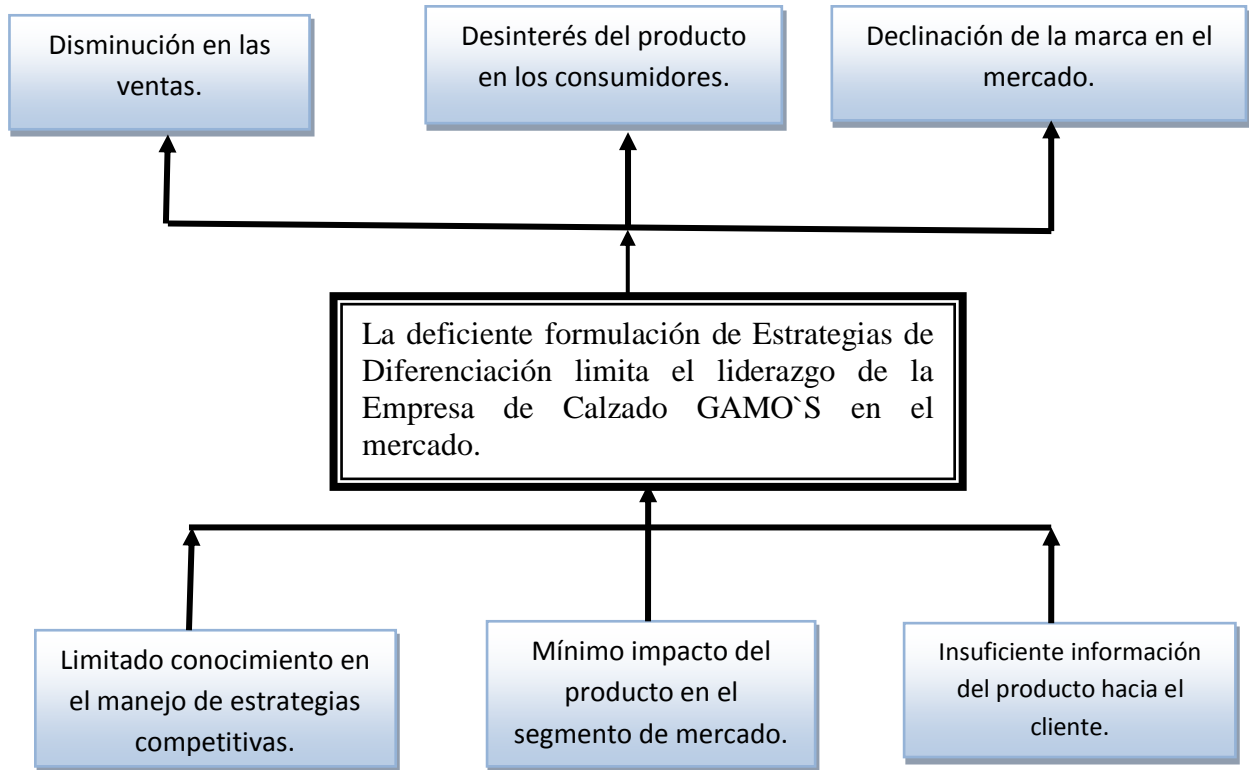 Disminución en las
ventas.
Desinterés del producto
en los consumidores.
Declinación de la marca en el
mercado.
La deficiente formulación de Estrategias de
Diferenciación limita el liderazgo de la
Empresa de Calzado GAMO`S en el
mercado.
Limitado conocimiento en
el manejo de estrategias
competitivas.
Mínimo impacto del
producto en el
segmento de mercado.
Insuficiente información
del producto hacia el
cliente.